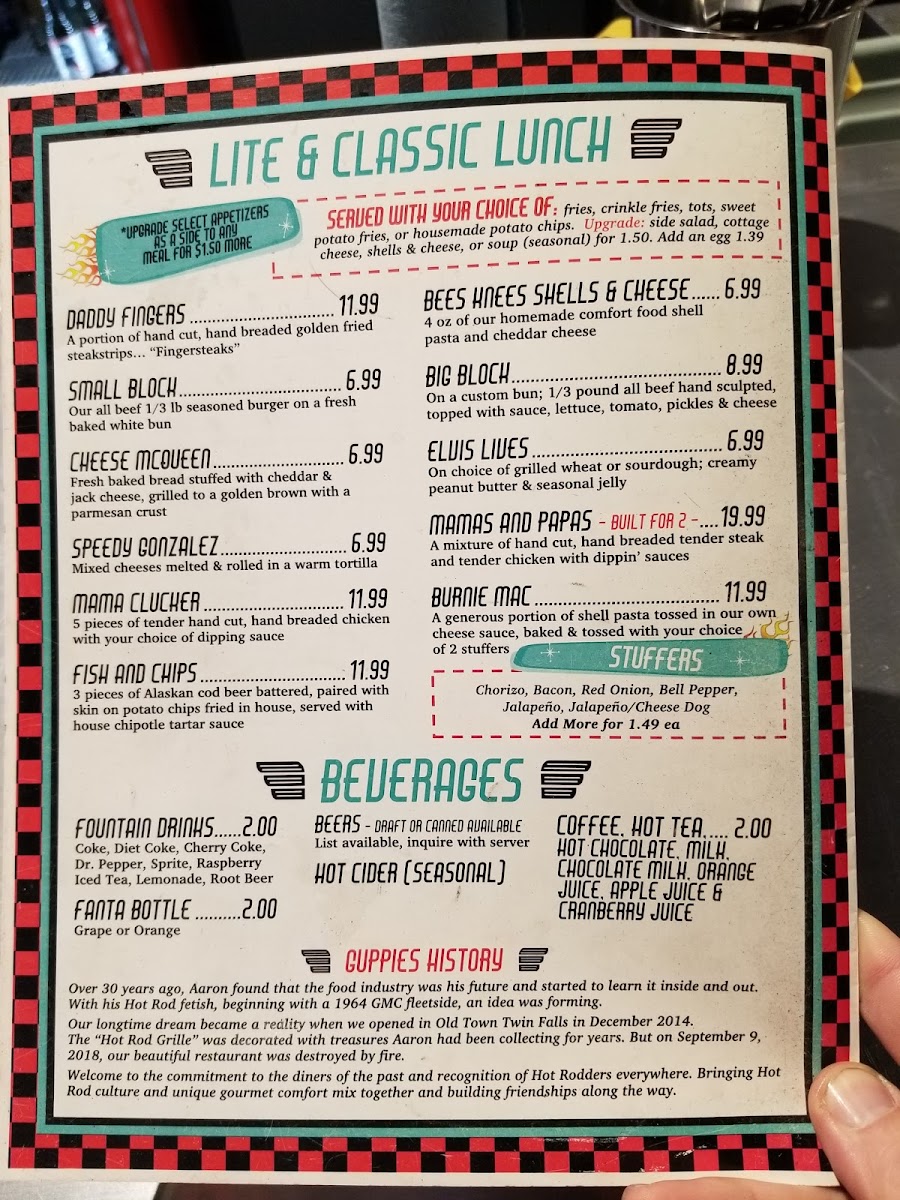 LITE & CLASSIC LUNCH
*UPGRADE SELECT APPETIZERS
AS A SIDE TO ANY
MEAL FOR $1.50 MORE
SERVED WITH YOUR CHOICE OF: fries, crinkle fries, tots, sweet
potato fries, or housemade potato chips. Upgrade: side salad, cottage
cheese, shells & cheese, or soup (seasonal) for 1.50. Add an egg 1.39
DADDY FINGERS ................................ 11.99
A portion of hand cut, hand breaded golden fried
steakstrips... "Fingersteaks"
SMALL BLOCK.................................... 6.99
Our all beef 1/3 lb seasoned burger on a fresh
baked white bun
CHEESE MCQUEEN............................. 6.99
Fresh baked bread stuffed with cheddar &
jack cheese, grilled to a golden brown with a
parmesan crust
SPEEDY GONZALEZ............................ 6.99
Mixed cheeses melted & rolled in a warm tortilla
MAMA CLUCKER ............................... 11.99
5 pieces of tender hand cut, hand breaded chicken
with your choice of dipping sauce
FISH AND CHIPS ................................ 11.99
3 pieces of Alaskan cod beer battered, paired with
skin on potato chips fried in house, served with
house chipotle tartar sauce
BEES KNEES SHELLS & CHEESE...... 6.99
4 oz of our homemade comfort food shell
pasta and cheddar cheese
BIG BLOCK.............................................. 8.99
On a custom bun; 1/3 pound all beef hand sculpted,
topped with sauce, lettuce, tomato, pickles & cheese
ELVIS LIVES .......................................... 6.99
On choice of grilled wheat or sourdough; creamy
peanut butter & seasonal jelly
MAMAS AND PAPAS - BUILT FOR 2 -....19.99
A mixture of hand cut, hand breaded tender steak
and tender chicken with dippin' sauces
BURNIE MAC ......................................... 11.99
A generous portion of shell pasta tossed in our own
cheese sauce, baked & tossed with your choice
of 2 stuffers
STUFFERS
Chorizo, Bacon, Red Onion, Bell Pepper,
Jalapeño, Jalapeño/Cheese Dog
Add More for 1.49 ea
BEVERAGES
FOUNTAIN DRINKS......2.00
Coke, Diet Coke, Cherry Coke,
Dr. Pepper, Sprite, Raspberry
Iced Tea, Lemonade, Root Beer
FANTA BOTTLE ..........2.00
Grape or Orange
BEERS - DRAFT OR CANNED AVAILABLE
List available, inquire with server
HOT CIDER (SEASONAL)
COFFEE, HOT TEA, .... 2.00
HOT CHOCOLATE, MILK,
CHOCOLATE MILK, ORANGE
JUICE, APPLE JUICE &
CRANBERRY JUICE
GUPPIES HISTORY
Over 30 years ago, Aaron found that the food industry was his future and started to learn it inside and out.
With his Hot Rod fetish, beginning with a 1964 GMC fleetside, an idea was forming.
Our longtime dream became a reality when we opened in Old Town Twin Falls in December 2014.
The "Hot Rod Grille" was decorated with treasures Aaron had been collecting for years. But on September 9,
2018, our beautiful restaurant was destroyed by fire.
Welcome to the commitment to the diners of the past and recognition of Hot Rodders everywhere. Bringing Hot
Rod culture and unique gourmet comfort mix together and building friendships along the way.